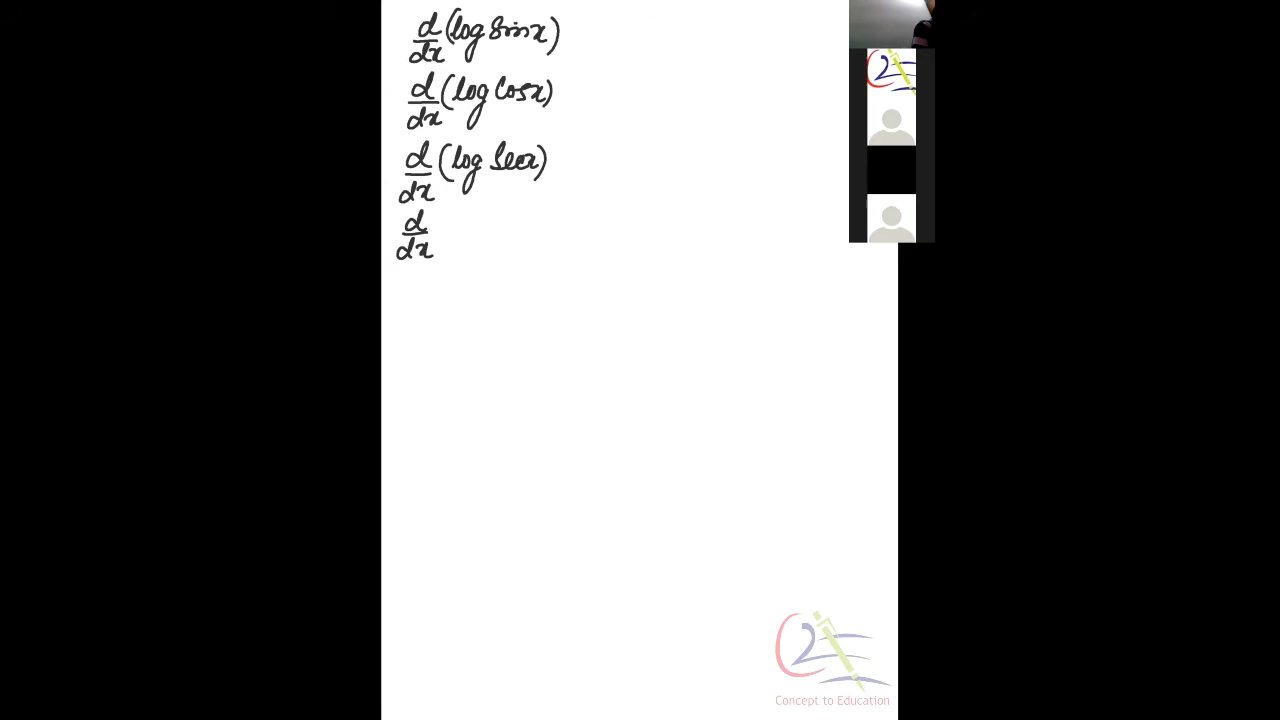 d/dx (log Sinx)
d/dx (log Cosx)
d/dx (log Secx)
d/dx
Concept to Education